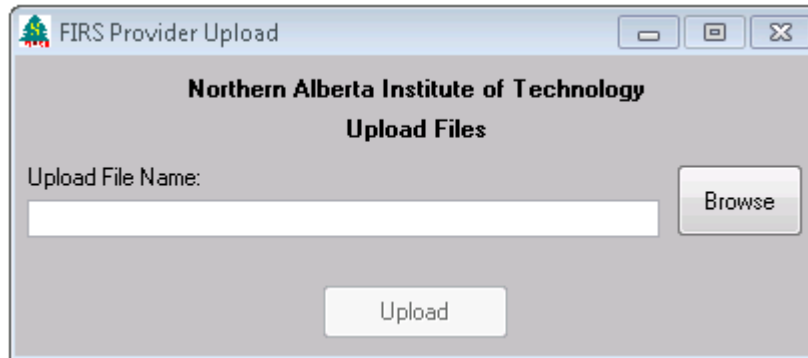 FIRS Provider Upload
Northern Alberta Institute of Technology
Upload Files
Upload File Name:
Browse
Upload